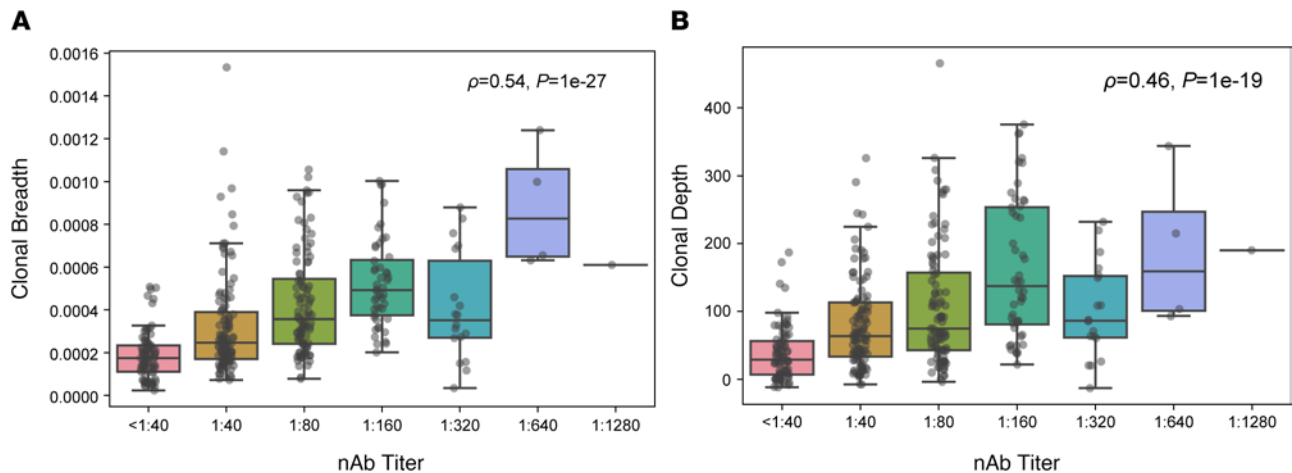 A
ρ=0.54, P=1e-27
Clonal Breadth
0.0016
0.0014
0.0012
0.0010
0.0008
0.0006
0.0004
0.0002
0.0000
<1:40 1:40 1:80 1:160 1:320 1:640 1:1280
nAb Titer
B
ρ=0.46, P=1e-19
Clonal Depth
400
300
200
100
0
<1:40 1:40 1:80 1:160 1:320 1:640 1:1280
nAb Titer